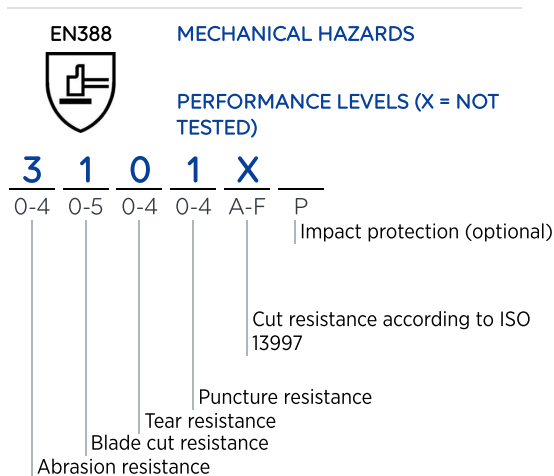 EN388
MECHANICAL HAZARDS
PERFORMANCE LEVELS (X = NOT
TESTED)
3 1 0 1 X
0-4 0-5 0-4 0-4 A-F P
Impact protection (optional)
Cut resistance according to ISO
13997
Puncture resistance
Tear resistance
Blade cut resistance
Abrasion resistance